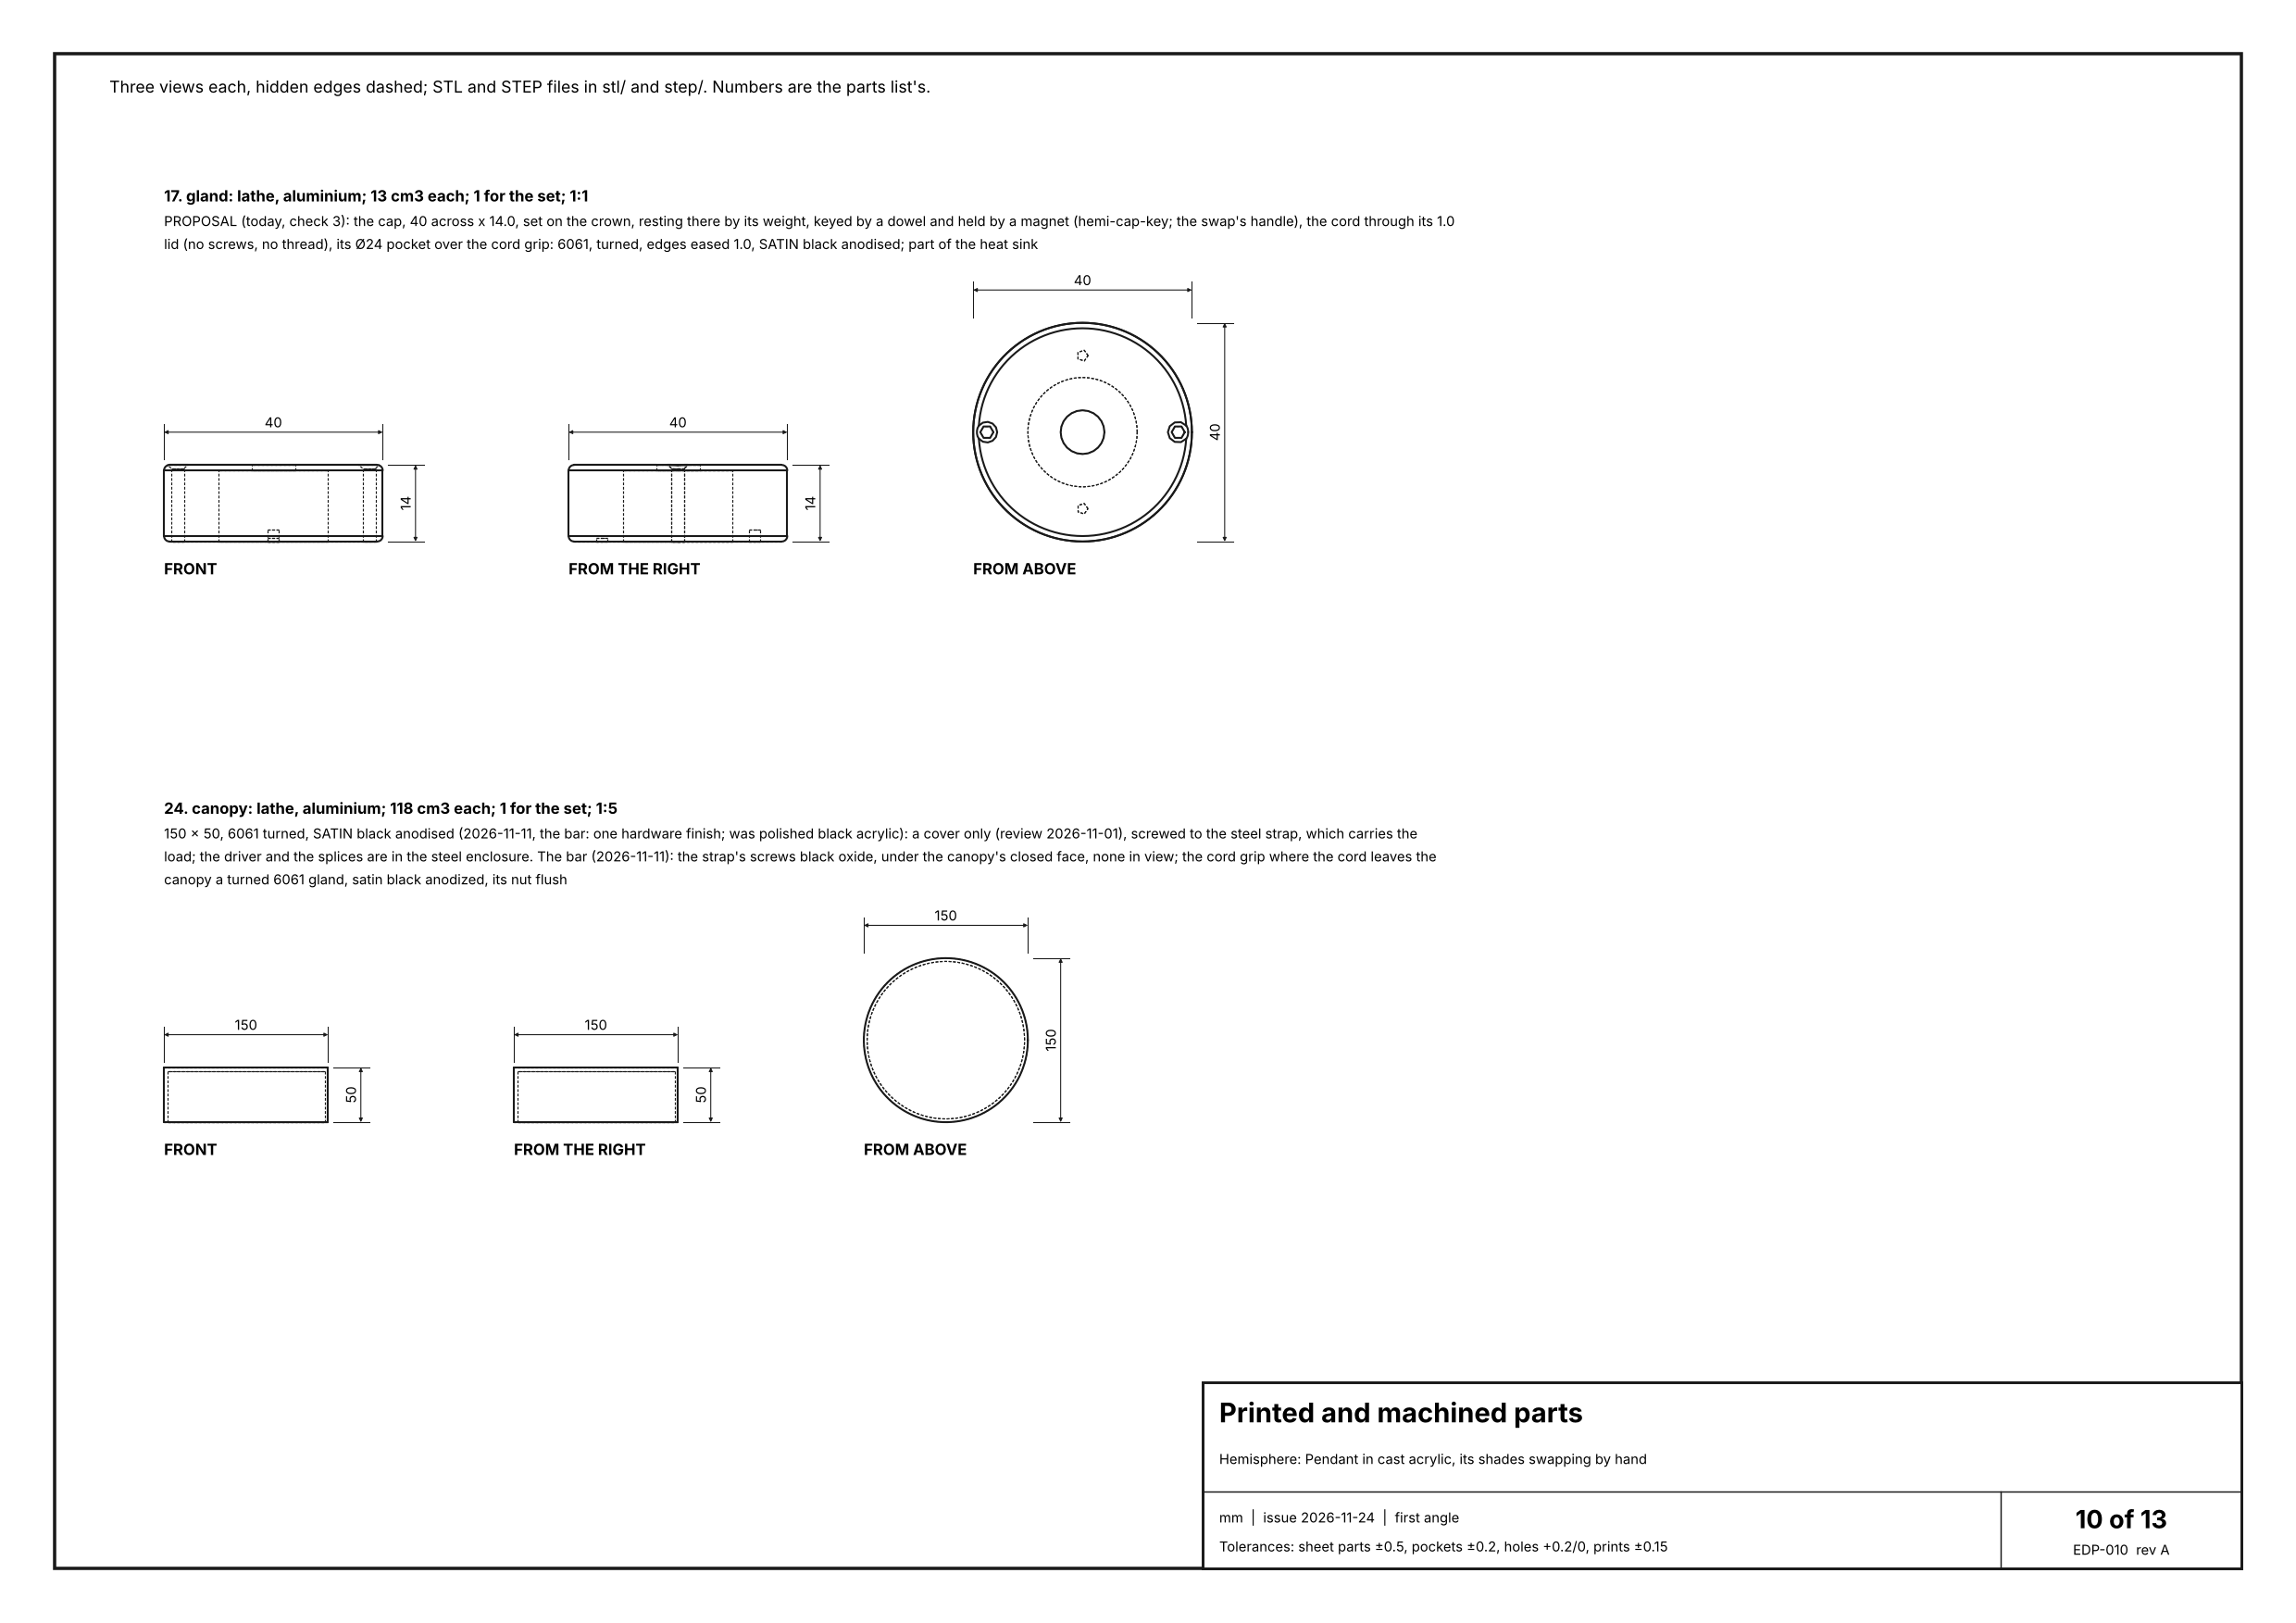 Three views each, hidden edges dashed; STL and STEP files in stl/ and step/. Numbers are the parts list's.
17. gland: lathe, aluminium; 13 cm3 each; 1 for the set; 1:1
PROPOSAL (today, check 3): the cap, 40 across x 14.0, set on the crown, resting there by its weight, keyed by a dowel and held by a magnet (hemi-cap-key; the swap's handle), the cord through its 1.0
lid (no screws, no thread), its Ø24 pocket over the cord grip: 6061, turned, edges eased 1.0, SATIN black anodised; part of the heat sink
40
40
40
40
14
14
FRONT
FROM THE RIGHT
FROM ABOVE
24. canopy: lathe, aluminium; 118 cm3 each; 1 for the set; 1:5
150 × 50, 6061 turned, SATIN black anodised (2026-11-11, the bar: one hardware finish; was polished black acrylic): a cover only (review 2026-11-01), screwed to the steel strap, which carries the
load; the driver and the splices are in the steel enclosure. The bar (2026-11-11): the strap's screws black oxide, under the canopy's closed face, none in view; the cord grip where the cord leaves the
canopy a turned 6061 gland, satin black anodized, its nut flush
150
150
150
150
50
50
FRONT
FROM THE RIGHT
FROM ABOVE
Printed and machined parts
Hemisphere: Pendant in cast acrylic, its shades swapping by hand
mm | issue 2026-11-24 | first angle
Tolerances: sheet parts ±0.5, pockets ±0.2, holes +0.2/0, prints ±0.15
10 of 13
EDP-010 rev A